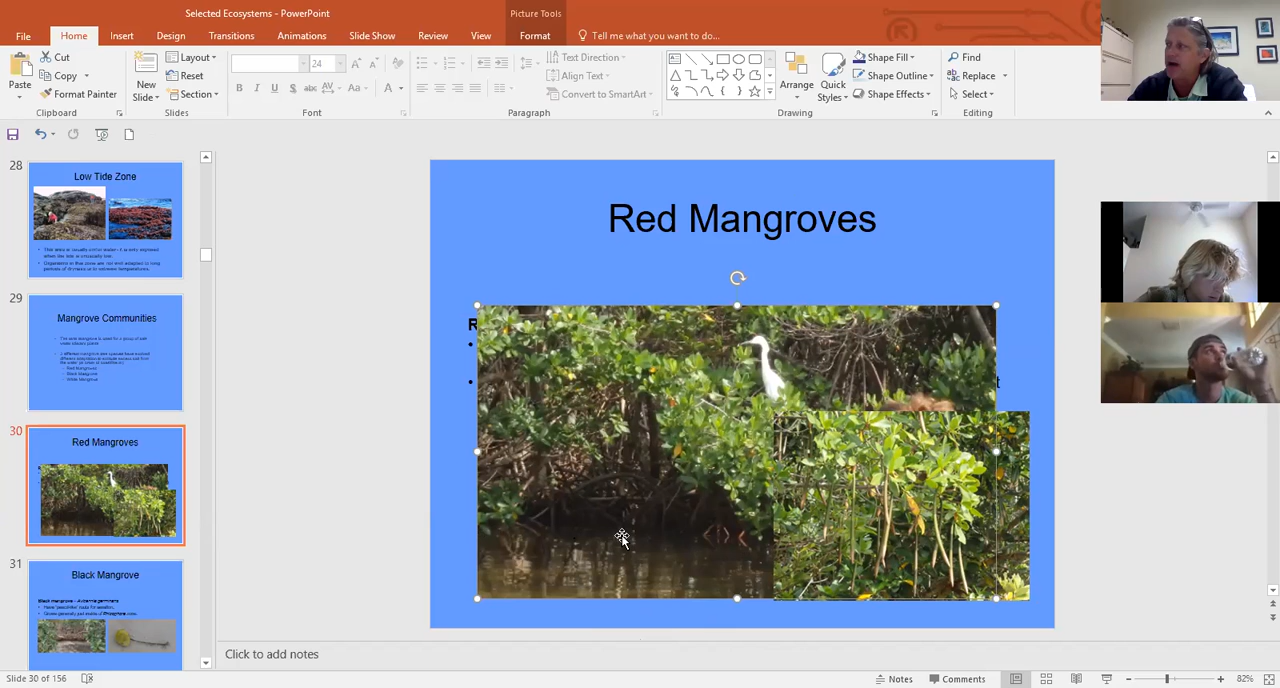 Selected Ecosystems - PowerPoint
Picture Tools
File
Home
Insert
Design
Transitions
Animations
Slide Show
Review
View
Format
Tell me what you want to do...
Paste
Cut
Copy
Format Painter
Clipboard
New
Slide
Layout
Reset
Section
Slides
24
B I U S abc AV Aa A
Font
Text Direction
Align Text
Convert to SmartArt
Paragraph
Arrange
Quick
Styles
Shape Fill
Shape Outline
Shape Effects
Drawing
Find
Replace
Select
Editing
28
Low Tide Zone
29
Mangrove Communities
30
Red Mangroves
31
Black Mangrove
Red Mangroves
t
Click to add notes
Slide 30 of 156
Notes
Comments
82%